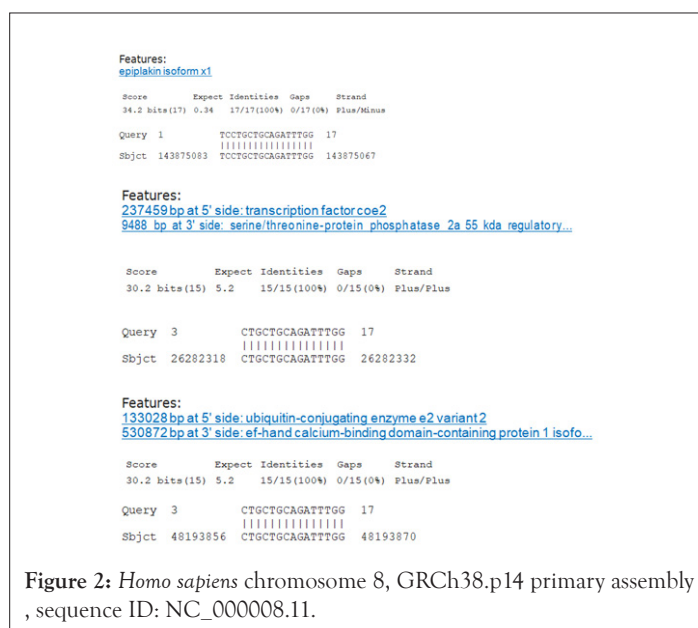 Features:
epiplakin isoform x1
Score Expect Identities Gaps Strand
34.2 bits(17) 0.34 17/17(100%) 0/17(0%) Plus/Minus
Query 1 TCCTGCTGCAGATTTGG 17
|||||||||||||||||
Sbjct 143875083 TCCTGCTGCAGATTTGG 143875067
Features:
237459 bp at 5' side: transcription factor coe2
9488 bp at 3' side: serine/threonine-protein phosphatase 2a 55 kda regulatory...
Score Expect Identities Gaps Strand
30.2 bits(15) 5.2 15/15(100%) 0/15(0%) Plus/Plus
Query 3 CTGCTGCAGATTTGG 17
|||||||||||||||
Sbjct 26282318 CTGCTGCAGATTTGG 26282332
Features:
133028 bp at 5' side: ubiquitin-conjugating enzyme e2 variant 2
530872 bp at 3' side: ef-hand calcium-binding domain-containing protein 1 isofo...
Score Expect Identities Gaps Strand
30.2 bits(15) 5.2 15/15(100%) 0/15(0%) Plus/Plus
Query 3 CTGCTGCAGATTTGG 17
|||||||||||||||
Sbjct 48193856 CTGCTGCAGATTTGG 48193870
Figure 2: Homo sapiens chromosome 8, GRCh38.p14 primary assembly
, sequence ID: NC_000008.11.